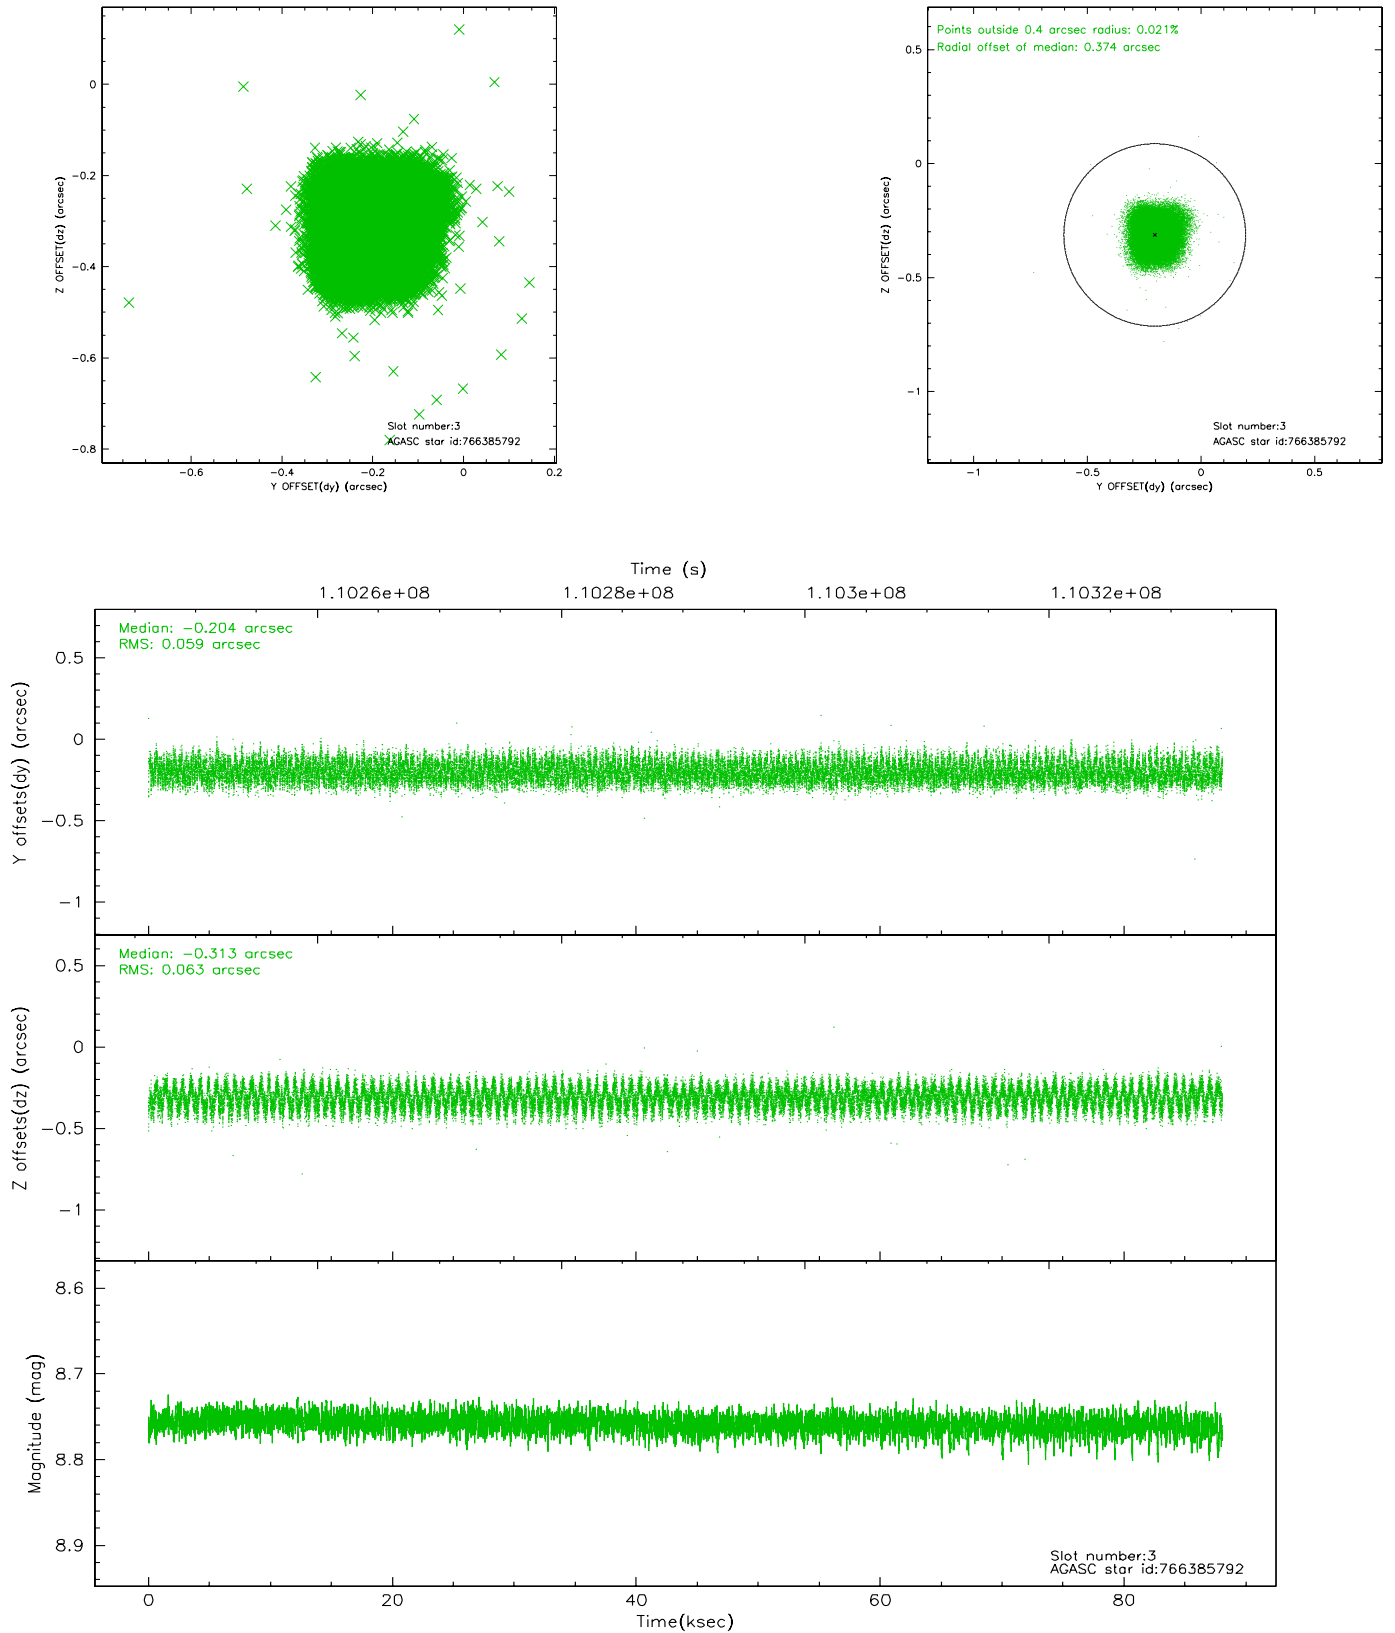 0
−0.2
−0.4
−0.6
−0.8
Z OFFSET(dz) (arcsec)
Slot number:3
AGASC star id:766385792
−0.6
−0.4
−0.2
0
0.2
Y OFFSET(dy) (arcsec)
Points outside 0.4 arcsec radius: 0.021%
Radial offset of median: 0.374 arcsec
0.5
0
−0.5
−1
Z OFFSET(dz) (arcsec)
Slot number:3
AGASC star id:766385792
−1
−0.5
0
0.5
Y OFFSET(dy) (arcsec)
Time (s)
1.1026e+08
1.1028e+08
1.103e+08
1.1032e+08
Median: −0.204 arcsec
RMS: 0.059 arcsec
0.5
0
−0.5
−1
Y offsets(dy) (arcsec)
Median: −0.313 arcsec
RMS: 0.063 arcsec
0.5
0
−0.5
−1
Z offsets(dz) (arcsec)
8.6
8.7
8.8
8.9
Magnitude (mag)
Slot number:3
AGASC star id:766385792
0
20
40
60
80
Time(ksec)